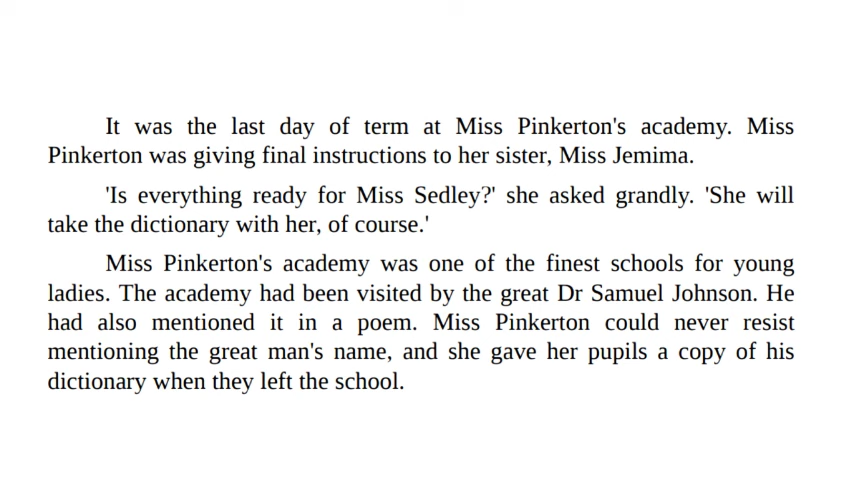 It was the last day of term at Miss Pinkerton's academy. Miss
Pinkerton was giving final instructions to her sister, Miss Jemima.
'Is everything ready for Miss Sedley?' she asked grandly. 'She will
take the dictionary with her, of course.'
Miss Pinkerton's academy was one of the finest schools for young
ladies. The academy had been visited by the great Dr Samuel Johnson. He
had also mentioned it in a poem. Miss Pinkerton could never resist
mentioning the great man's name, and she gave her pupils a copy of his
dictionary when they left the school.